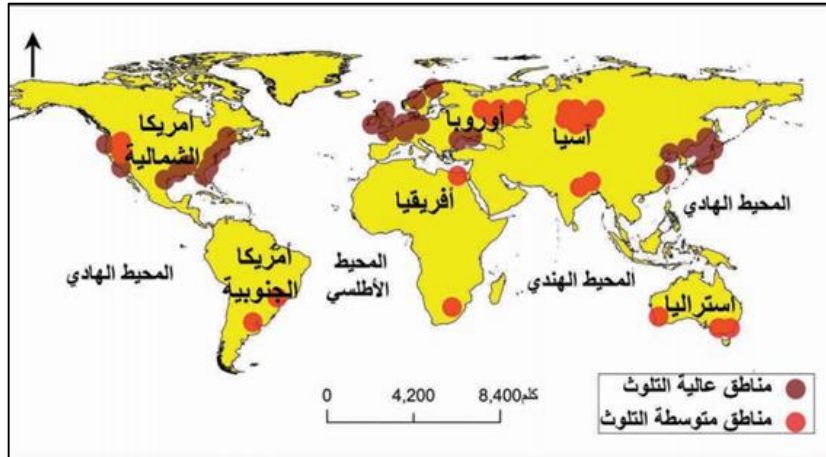 أمريكا
الشمالية
أوروبا
آسيا
أفريقيا
المحيط الهادي
أمريكا
الجنوبية
المحيط
الأطلسي
المحيط الهندي
المحيط الهادي
استراليا
0 4,200 8,400كلم
مناطق عالية التلوث
مناطق متوسطة التلوث